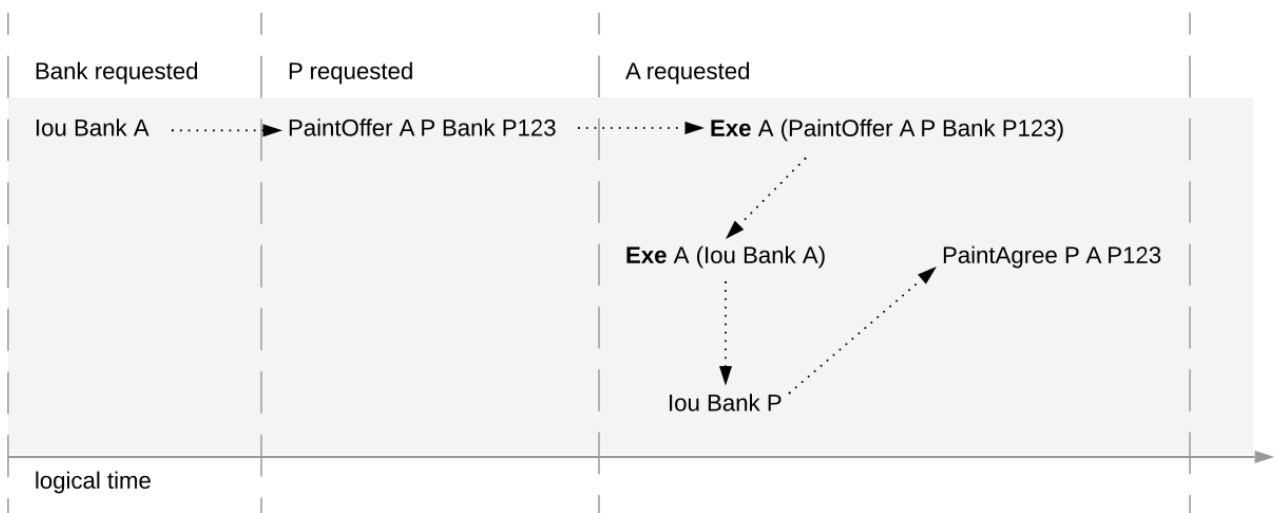 Bank requested
P requested
A requested
Iou Bank A
PaintOffer A P Bank P123
Exe A (PaintOffer A P Bank P123)
Exe A (Iou Bank A)
PaintAgree P A P123
Iou Bank P
logical time